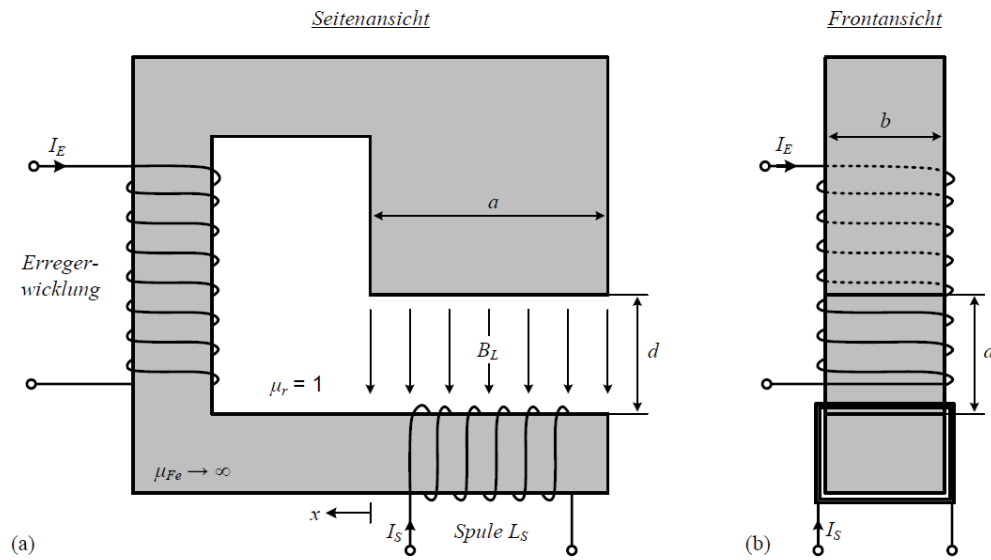 Seitenansicht
Frontansicht
I_E
a
Erreger-
wicklung
B_L
d
μ_r = 1
μ_Fe → ∞
x
I_S
Spule L_S
(a)
b
I_E
d
I_S
(b)